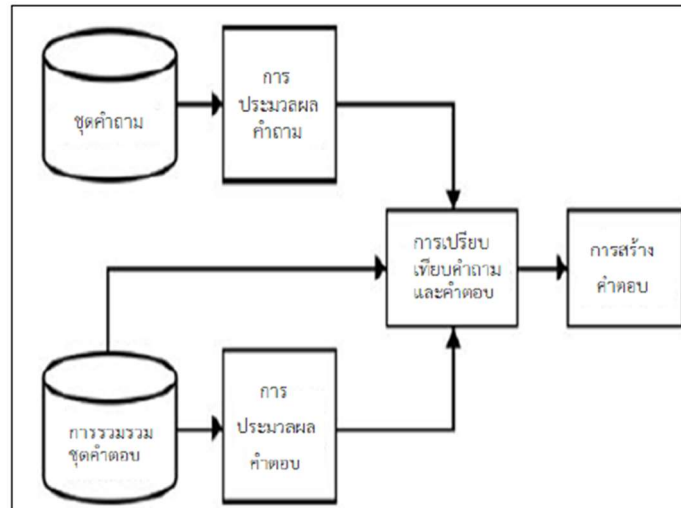 ชุดคำถาม
การ
ประมวลผล
คำถาม
การเปรียบ
เทียบคำถาม
และคำตอบ
การสร้าง
คำตอบ
การรวมรวม
ชุดคำตอบ
การ
ประมวลผล
คำตอบ